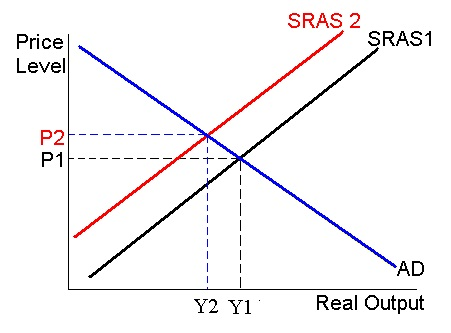 SRAS 2
Price
Level
SRAS1
P2
P1
AD
Y2 Y1
Real Output